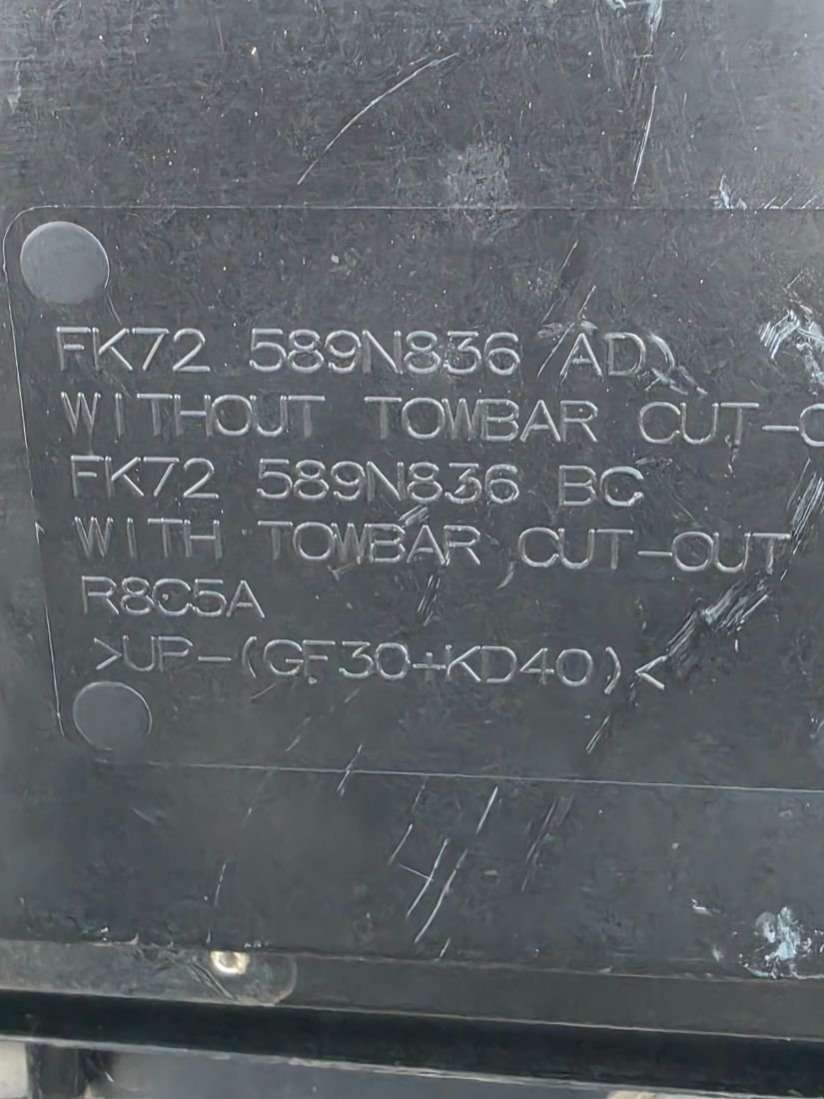 FK72 589N836 AD
WITHOUT TOWBAR CUT-O
FK72 589N836 BC
WITH TOWBAR CUT-OUT
R8C5A
>UP-(GF30+KD40)<